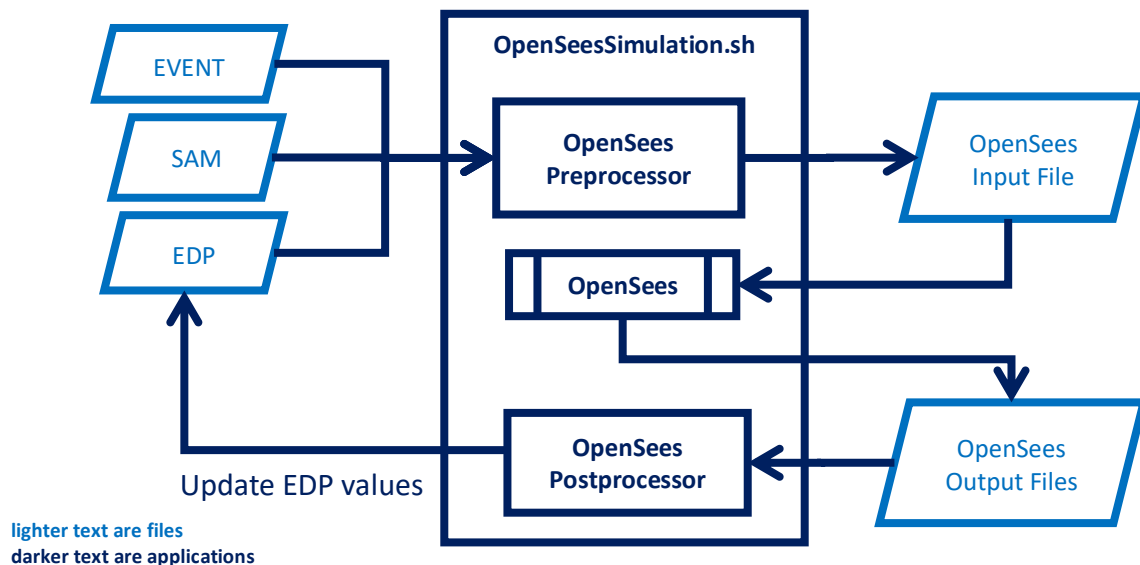 OpenSeesSimulation.sh
EVENT
SAM
EDP
OpenSees
Preprocessor
OpenSees
Input File
OpenSees
OpenSees
Postprocessor
OpenSees
Output Files
Update EDP values
lighter text are files
darker text are applications